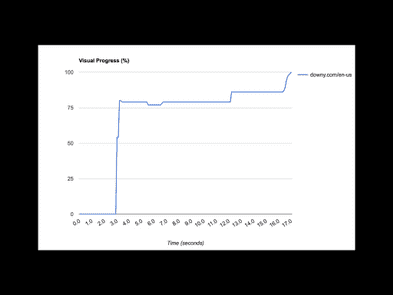 Visual Progress (%)
100
downy.com/en-us
75
50
25
0
0.0 1.0 2.0 3.0 4.0 5.0 6.0 7.0 8.0 9.0 10.0 11.0 12.0 13.0 14.0 15.0 16.0 17.0
Time (seconds)